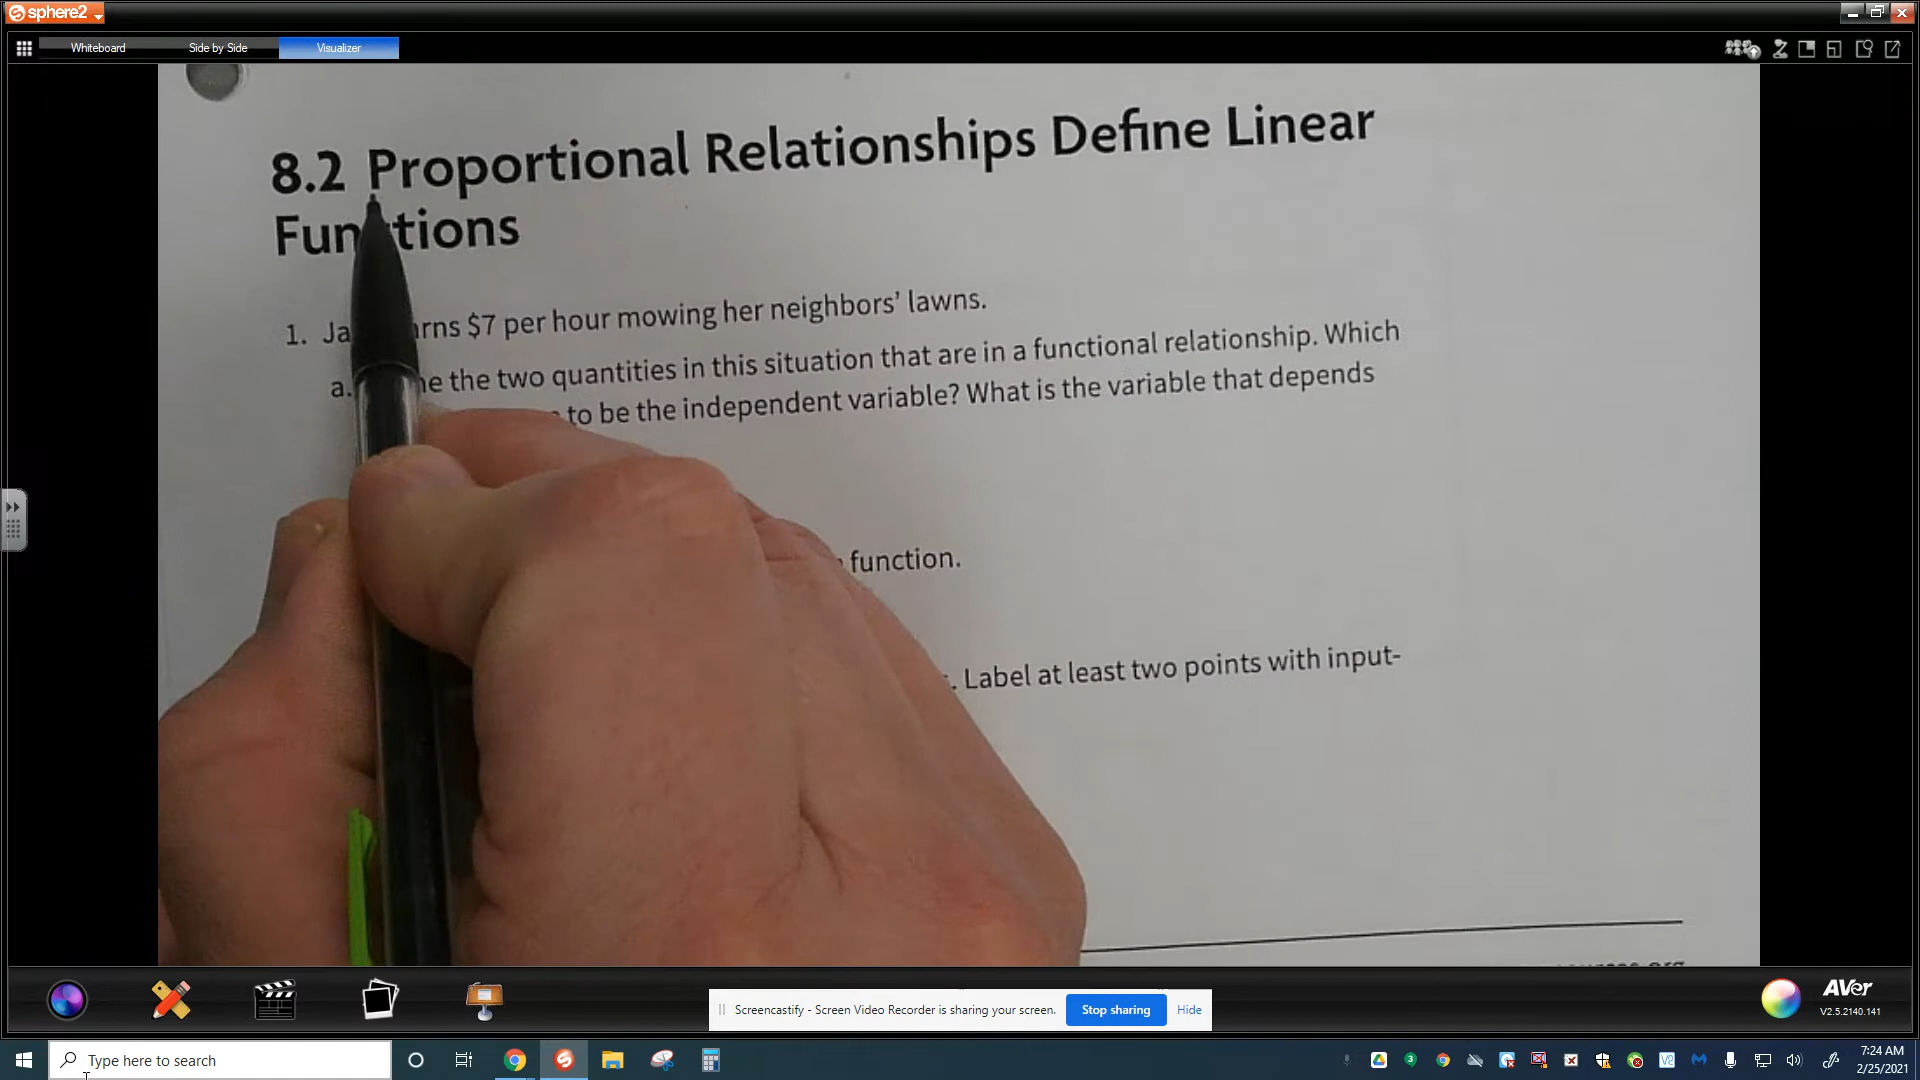 sphere2
Whiteboard
Side by Side
Visualizer
8.2 Proportional Relationships Define Linear
Functions
1. Ja rns $7 per hour mowing her neighbors’ lawns.
a. ne the two quantities in this situation that are in a functional relationship. Which
to be the independent variable? What is the variable that depends
function.
. Label at least two points with input-
Screencastify - Screen Video Recorder is sharing your screen.
Stop sharing
Hide
AVer
V2.5.2140.141
Type here to search
7:24 AM
2/25/2021